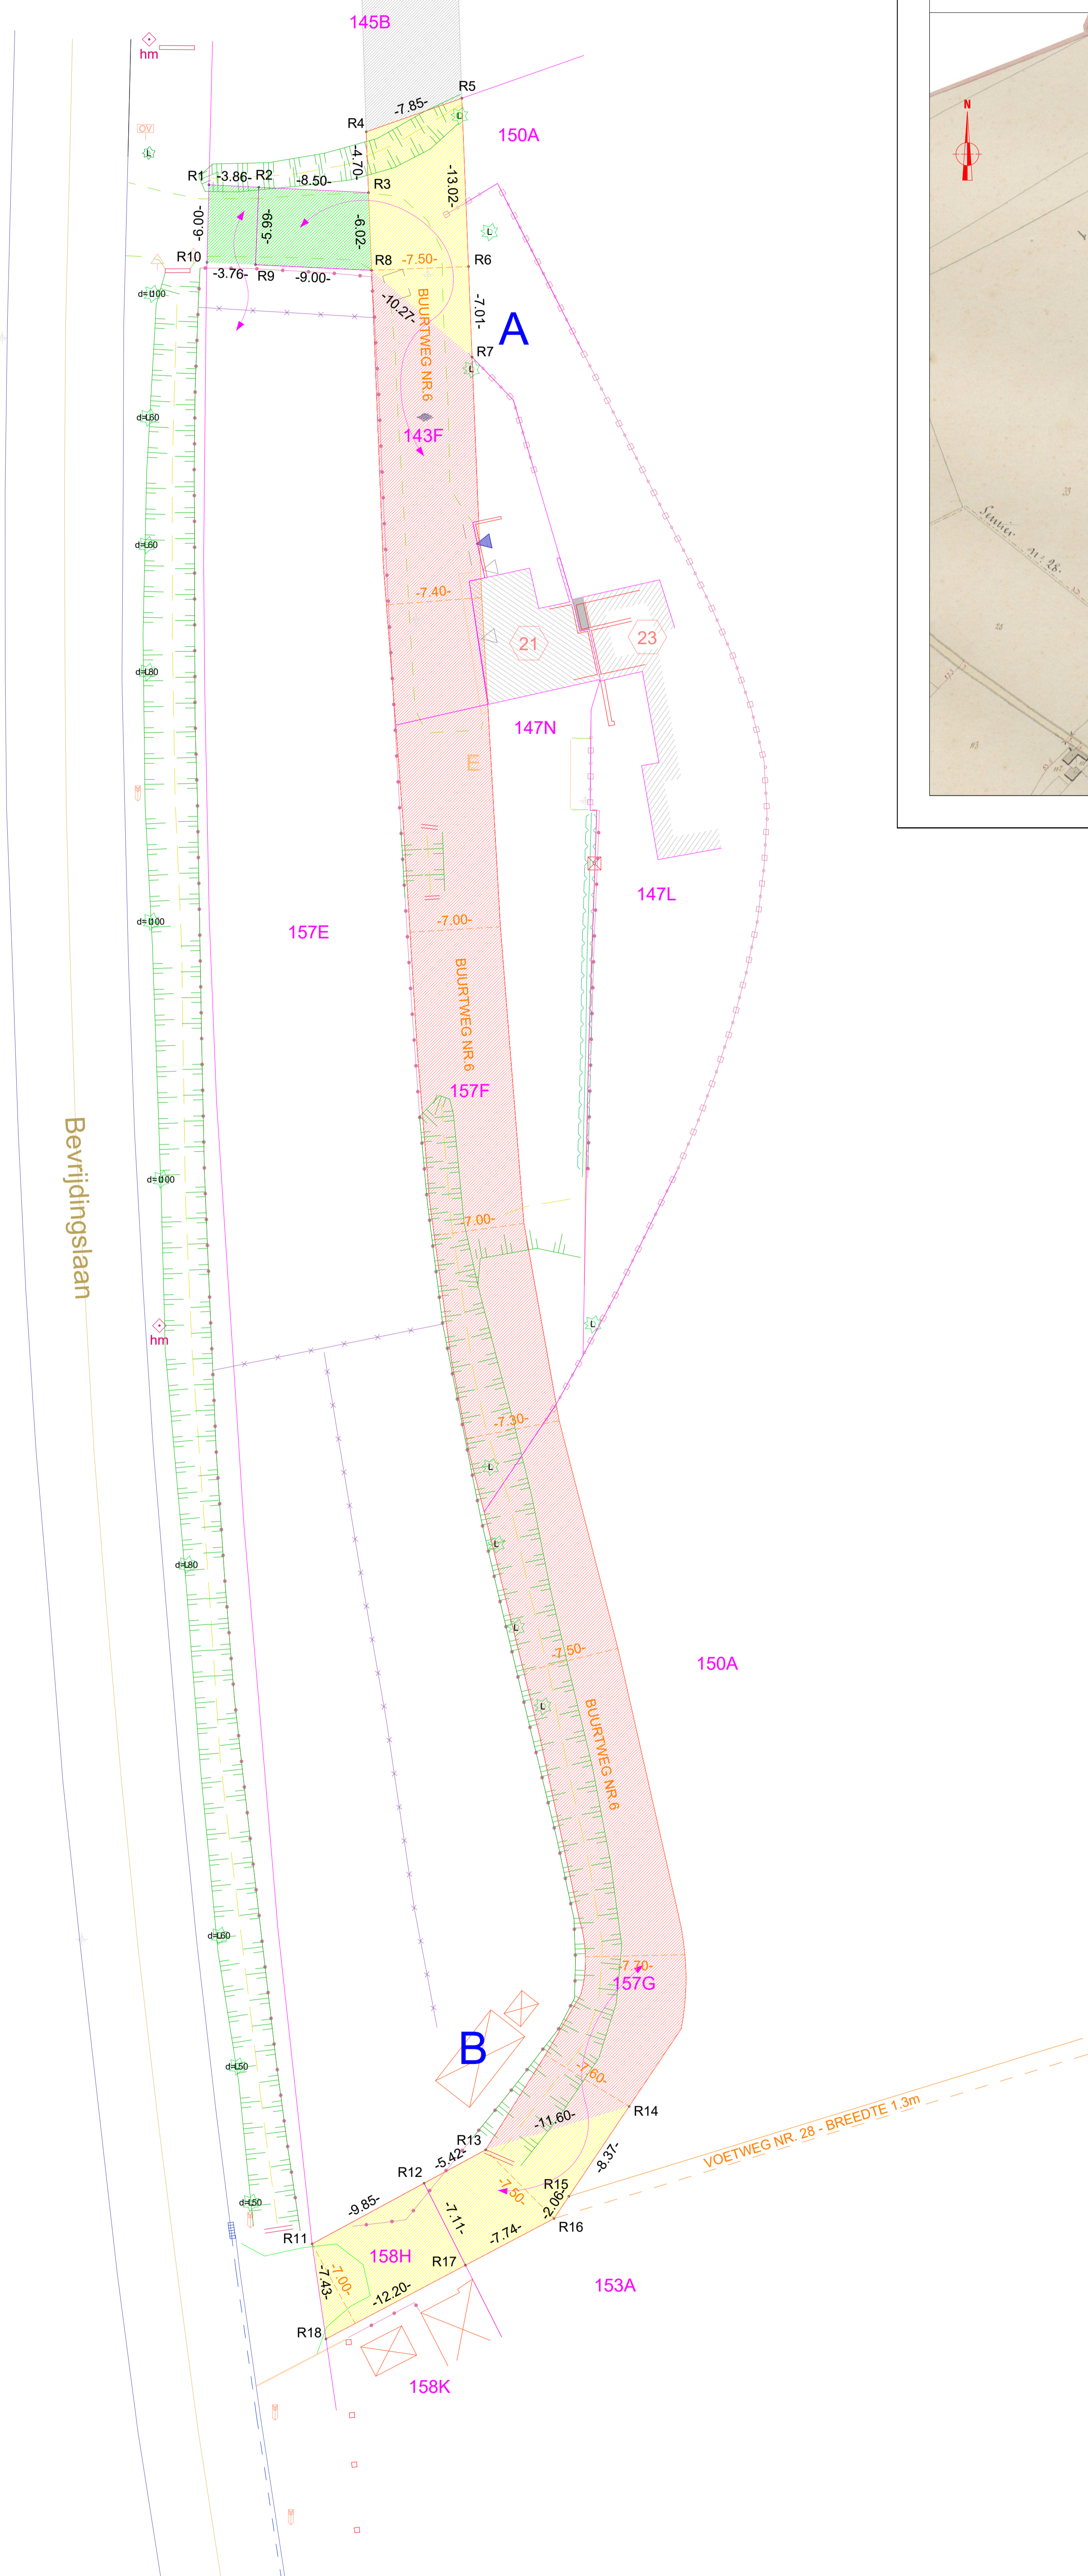 145B
hm
R5
-7.85-
OV
L
R4
150A
L
-4.70-
R1
-3.86-
R2
-8.50-
R3
-13.02-
-6.00-
-5.99-
-6.02-
L
R10
-3.76-
R9
-9.00-
R8
-7.50-
R6
-10.27-
-7.01-
BUURTWEG NR.6
A
R7
L
N
143F
-7.40-
21
23
147N
E
157E
-7.00-
147L
BUURTWEG NR.6
157F
Bevrijdingslaan
-7.00-
hm
L
-7.30-
L
L
L
-7.50-
150A
L
BUURTWEG NR.6
-7.70-
157G
B
-7.60-
R14
-11.60-
VOETWEG NR. 28 - BREEDTE 1.3m
R13
-5.42-
-8.37-
R12
R15
-7.50-
-2.06-
R16
-9.85-
-7.11-
-7.74-
R11
158H
R17
-7.43-
-7.00-
153A
-12.20-
R18
158K
Sentier N.º 28.